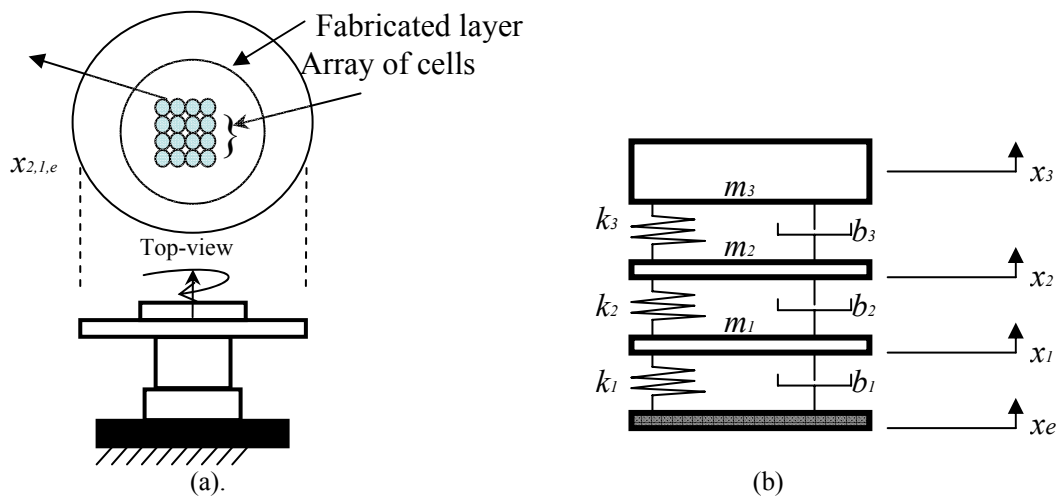 Fabricated layer
Array of cells
x2,1,e
Top-view
(a).
m3
x3
k3
b3
m2
x2
k2
b2
m1
x1
k1
b1
xe
(b)